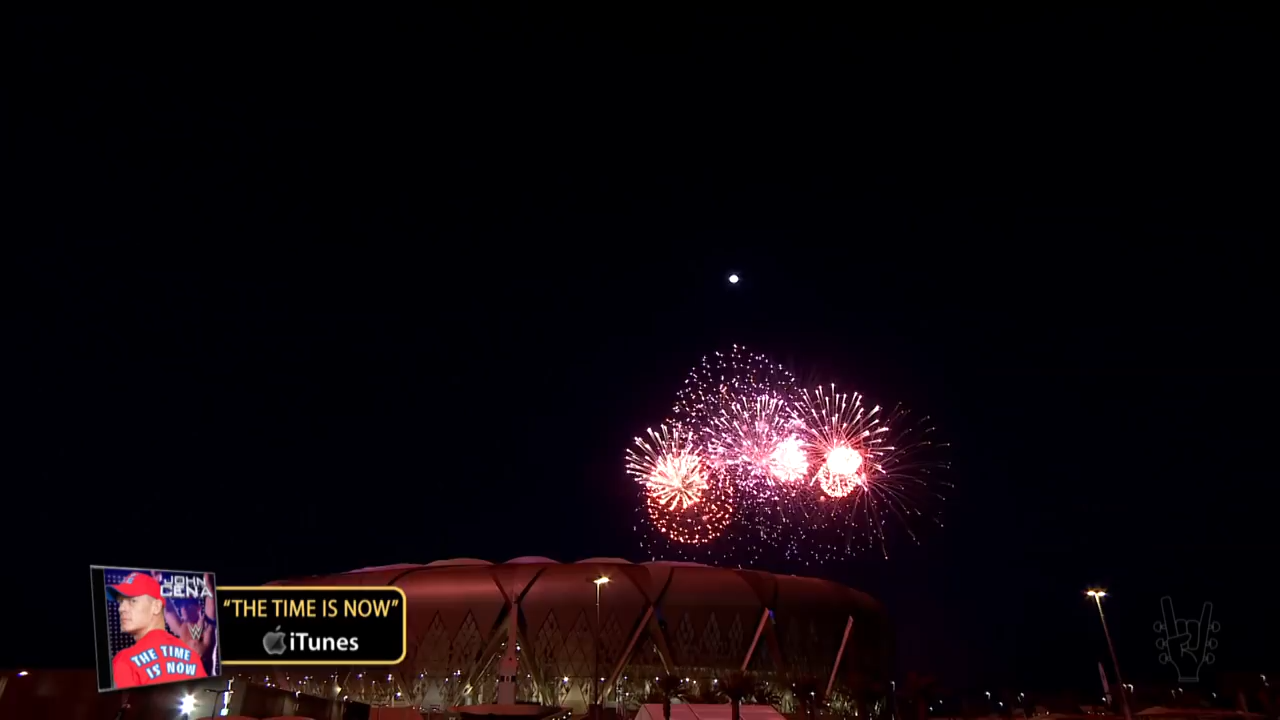 JOHN
CENA
THE TIME
IS NOW
“THE TIME IS NOW”
iTunes